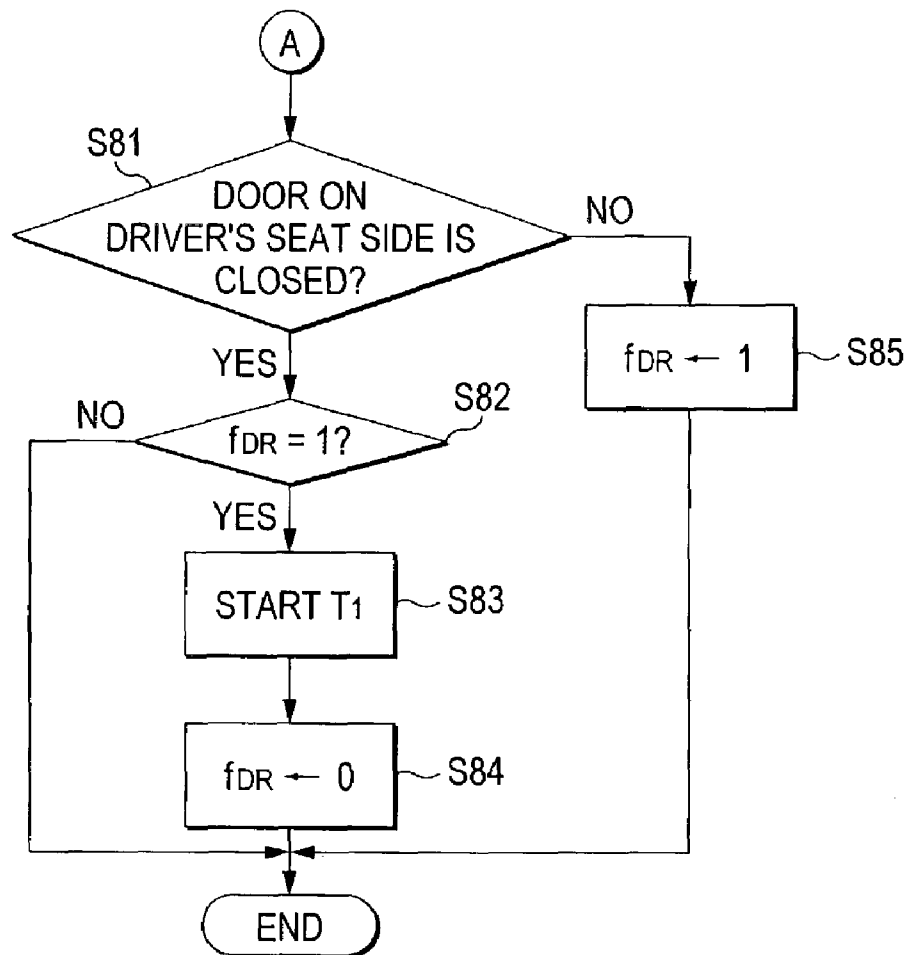 A
S81
DOOR ON
DRIVER'S SEAT SIDE IS
CLOSED?
NO
YES
fDR ← 1
S85
NO
S82
fDR = 1?
YES
START T1
S83
fDR ← 0
S84
END